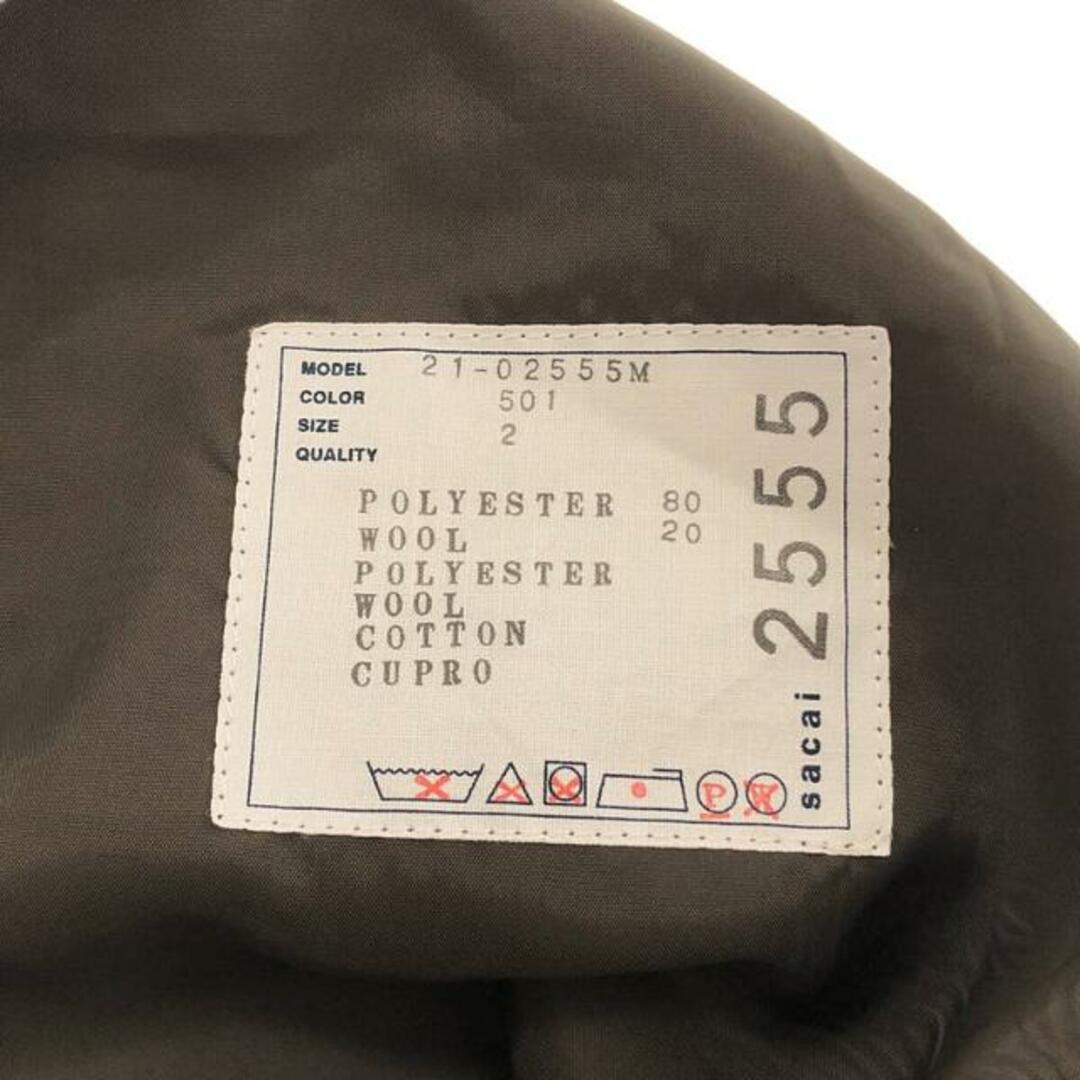 MODEL 21-02555M
COLOR 501
SIZE 2
QUALITY
POLYESTER 80
WOOL 20
POLYESTER
WOOL
COTTON
CUPRO
P
W
sacai 2555